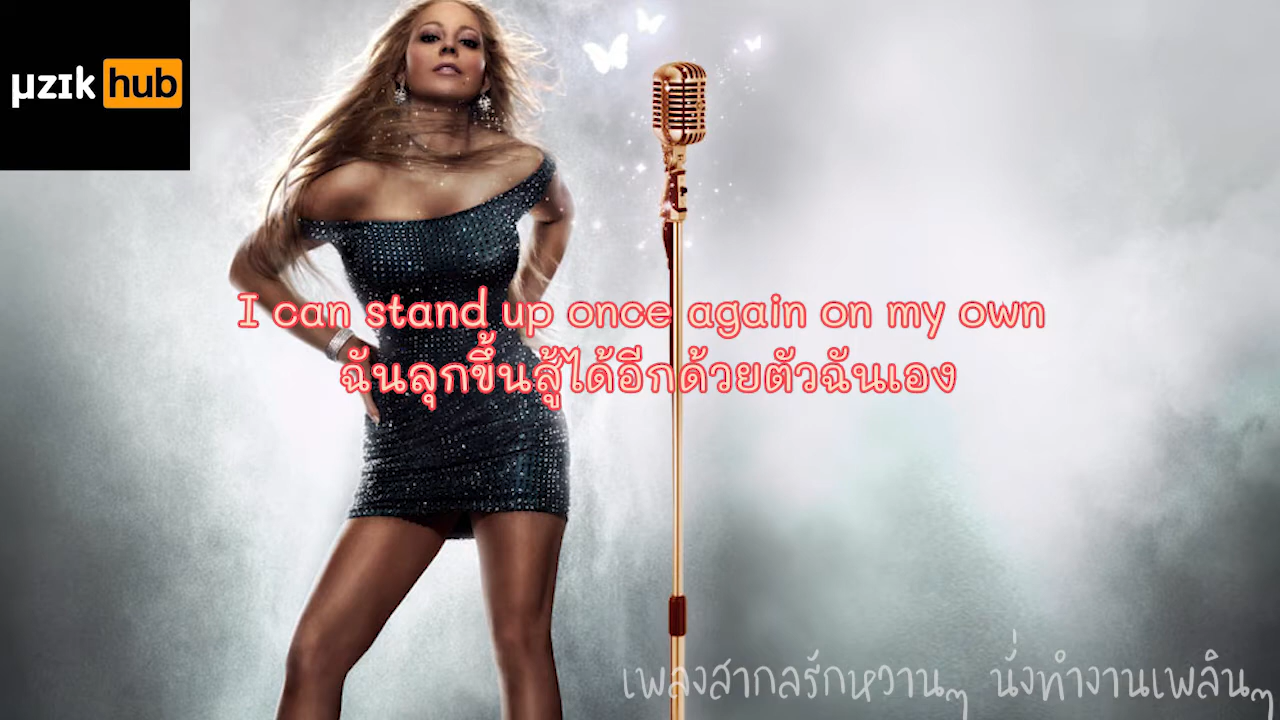 μzik hub
I can stand up once again on my own
ฉันลุกขึ้นสู้ได้อีกด้วยตัวฉันเอง
เพลงสากลรักหวานๆ นั่งทำงานเพลินๆ